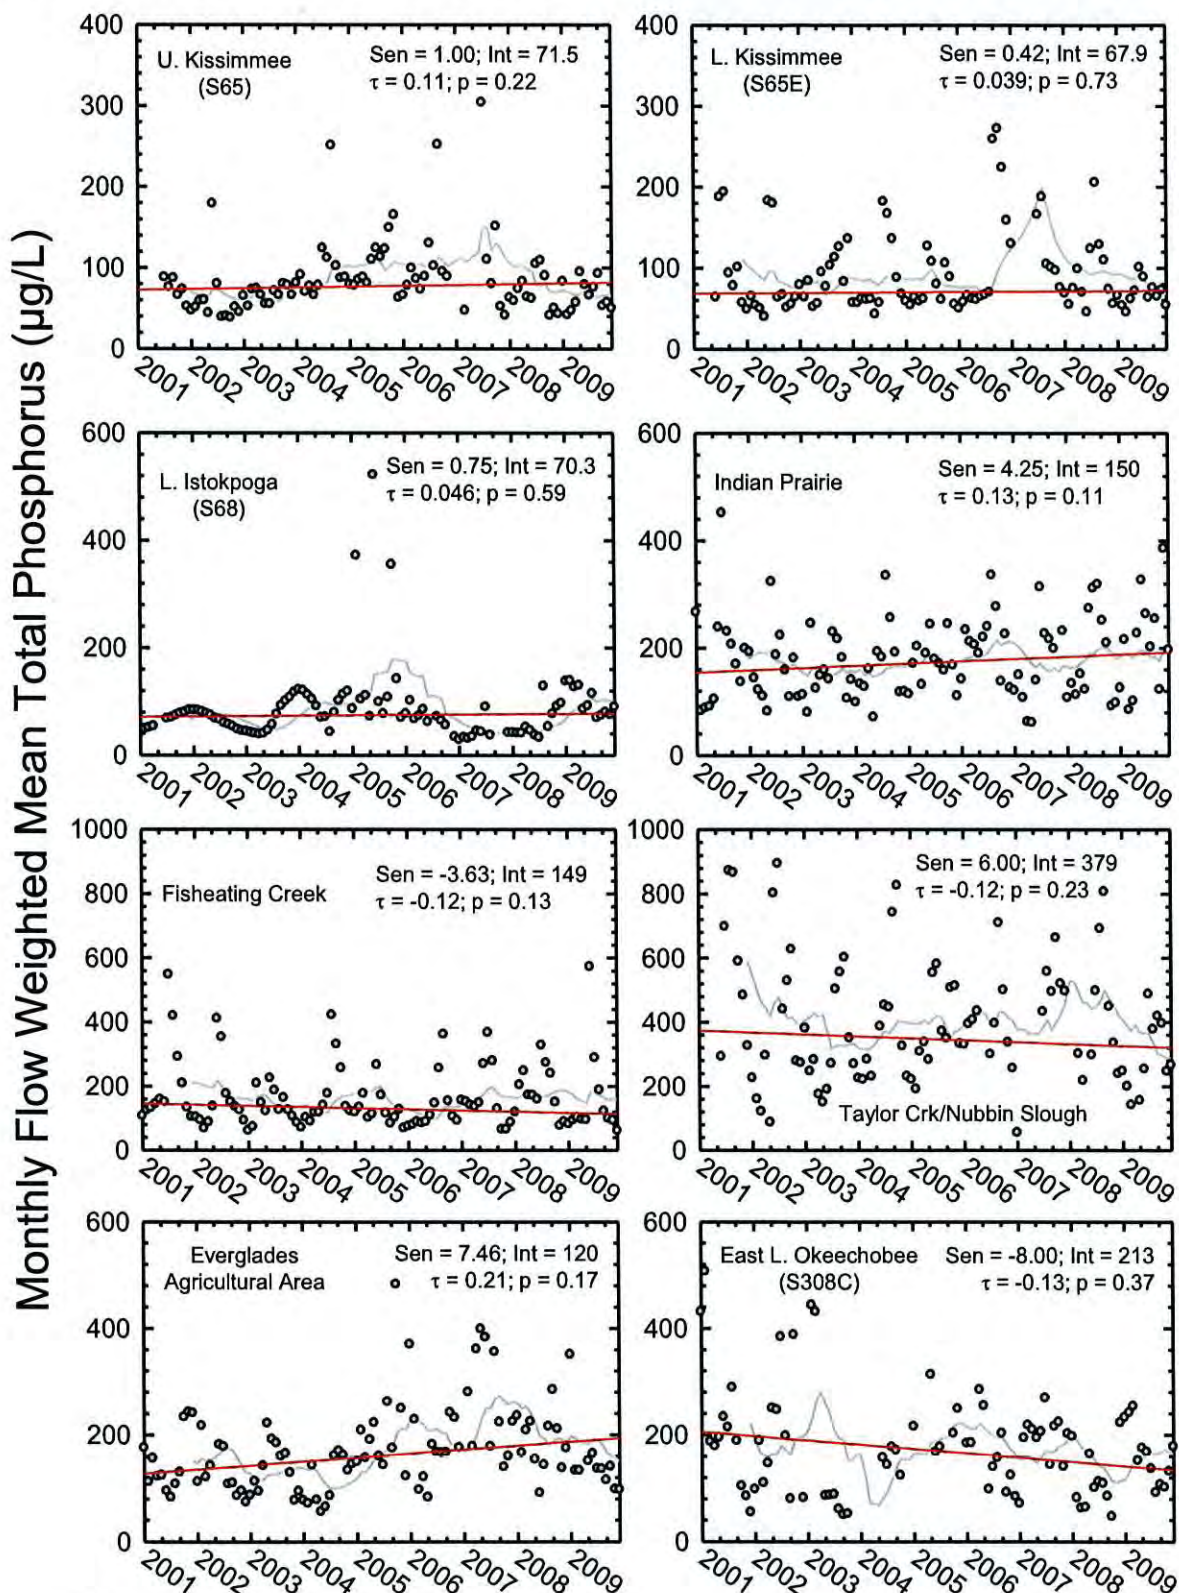 Monthly Flow Weighted Mean Total Phosphorus (µg/L)
400
300
200
100
0
U. Kissimmee
(S65)
Sen = 1.00; Int = 71.5
τ = 0.11; p = 0.22
2001 2002 2003 2004 2005 2006 2007 2008 2009
400
300
200
100
0
L. Kissimmee
(S65E)
Sen = 0.42; Int = 67.9
τ = 0.039; p = 0.73
2001 2002 2003 2004 2005 2006 2007 2008 2009
600
400
200
0
L. Istokpoga
(S68)
Sen = 0.75; Int = 70.3
τ = 0.046; p = 0.59
2001 2002 2003 2004 2005 2006 2007 2008 2009
600
400
200
0
Indian Prairie
Sen = 4.25; Int = 150
τ = 0.13; p = 0.11
2001 2002 2003 2004 2005 2006 2007 2008 2009
1000
800
600
400
200
0
Fisheating Creek
Sen = -3.63; Int = 149
τ = -0.12; p = 0.13
2001 2002 2003 2004 2005 2006 2007 2008 2009
1000
800
600
400
200
0
Sen = 6.00; Int = 379
τ = -0.12; p = 0.23
Taylor Crk/Nubbin Slough
2001 2002 2003 2004 2005 2006 2007 2008 2009
600
400
200
0
Everglades
Agricultural Area
Sen = 7.46; Int = 120
τ = 0.21; p = 0.17
2001 2002 2003 2004 2005 2006 2007 2008 2009
600
400
200
0
East L. Okeechobee
(S308C)
Sen = -8.00; Int = 213
τ = -0.13; p = 0.37
2001 2002 2003 2004 2005 2006 2007 2008 2009